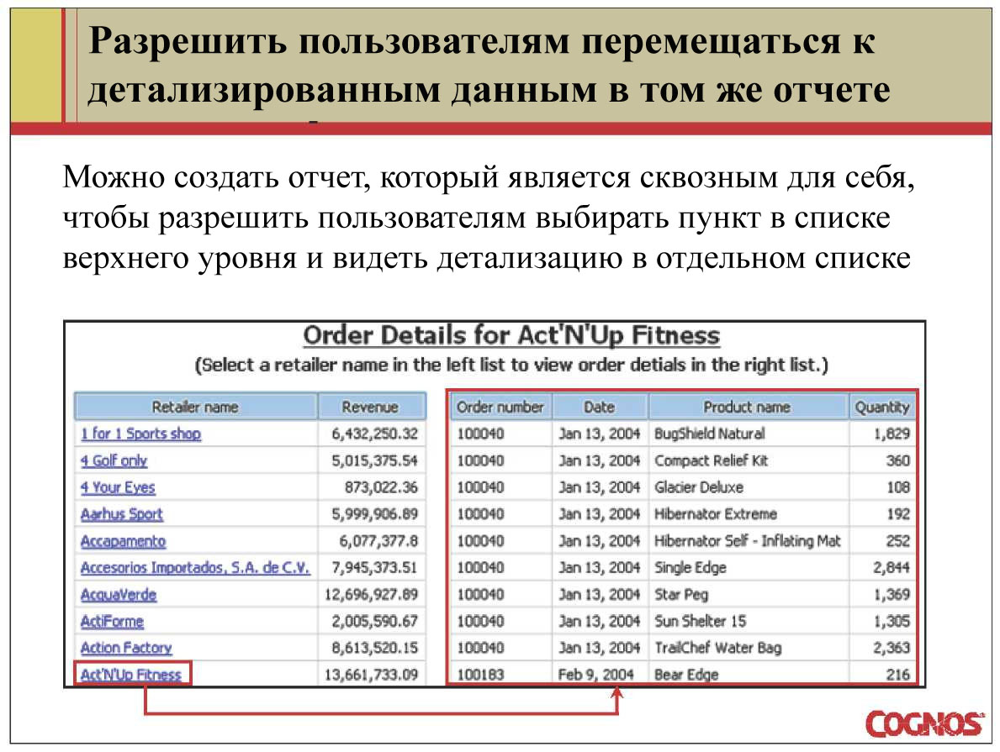 Разрешить пользователям перемещаться к
детализированным данным в том же отчете
Можно создать отчет, который является сквозным для себя,
чтобы разрешить пользователям выбирать пункт в списке
верхнего уровня и видеть детализацию в отдельном списке
Order Details for Act'N'Up Fitness
(Select a retailer name in the left list to view order detials in the right list.)
Retailer name Revenue Order number Date Product name Quantity
1 for 1 Sports shop 6,432,250.32 100040 Jan 13, 2004 BugShield Natural 1,829
4 Golf only 5,015,375.54 100040 Jan 13, 2004 Compact Relief Kit 360
4 Your Eyes 873,022.36 100040 Jan 13, 2004 Glacier Deluxe 108
Aarhus Sport 5,999,906.89 100040 Jan 13, 2004 Hibernator Extreme 192
Accapamento 6,077,377.8 100040 Jan 13, 2004 Hibernator Self - Inflating Mat 252
Accesorios Importados, S.A. de C.V. 7,945,373.51 100040 Jan 13, 2004 Single Edge 2,844
AcquaVerde 12,696,927.89 100040 Jan 13, 2004 Star Peg 1,369
ActiForme 2,005,590.67 100040 Jan 13, 2004 Sun Shelter 15 1,305
Action Factory 8,613,520.15 100040 Jan 13, 2004 TrailChef Water Bag 2,363
Act'N'Up Fitness 13,661,733.09 100183 Feb 9, 2004 Bear Edge 216
COGNOS